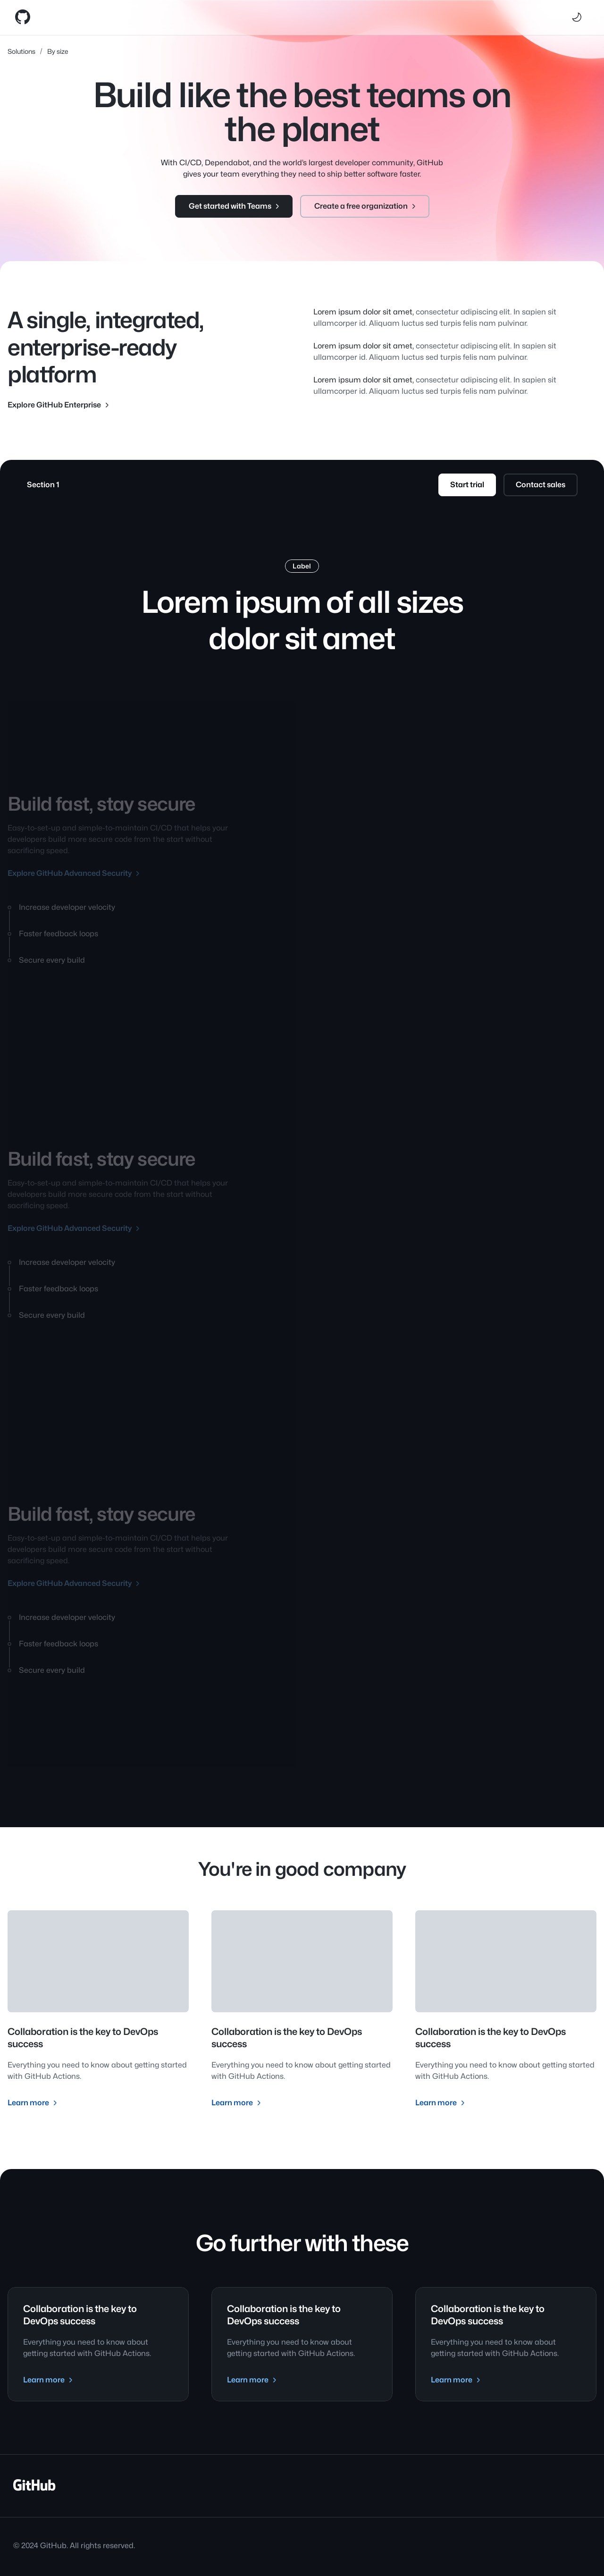 Solutions / By size
Build like the best teams on
the planet
With CI/CD, Dependabot, and the world's largest developer community, GitHub
gives your team everything they need to ship better software faster.
Get started with Teams
Create a free organization
A single, integrated,
enterprise-ready
platform
Explore GitHub Enterprise
Lorem ipsum dolor sit amet, consectetur adipiscing elit. In sapien sit
ullamcorper id. Aliquam luctus sed turpis felis nam pulvinar.
Lorem ipsum dolor sit amet, consectetur adipiscing elit. In sapien sit
ullamcorper id. Aliquam luctus sed turpis felis nam pulvinar.
Lorem ipsum dolor sit amet, consectetur adipiscing elit. In sapien sit
ullamcorper id. Aliquam luctus sed turpis felis nam pulvinar.
Section 1
Start trial
Contact sales
Label
Lorem ipsum of all sizes
dolor sit amet
Build fast, stay secure
Easy-to-set-up and simple-to-maintain CI/CD that helps your
developers build more secure code from the start without
sacrificing speed.
Explore GitHub Advanced Security
Increase developer velocity
Faster feedback loops
Secure every build
Build fast, stay secure
Easy-to-set-up and simple-to-maintain CI/CD that helps your
developers build more secure code from the start without
sacrificing speed.
Explore GitHub Advanced Security
Increase developer velocity
Faster feedback loops
Secure every build
Build fast, stay secure
Easy-to-set-up and simple-to-maintain CI/CD that helps your
developers build more secure code from the start without
sacrificing speed.
Explore GitHub Advanced Security
Increase developer velocity
Faster feedback loops
Secure every build
You're in good company
Collaboration is the key to DevOps
success
Everything you need to know about getting started
with GitHub Actions.
Learn more
Collaboration is the key to DevOps
success
Everything you need to know about getting started
with GitHub Actions.
Learn more
Collaboration is the key to DevOps
success
Everything you need to know about getting started
with GitHub Actions.
Learn more
Go further with these
Collaboration is the key to
DevOps success
Everything you need to know about
getting started with GitHub Actions.
Learn more
Collaboration is the key to
DevOps success
Everything you need to know about
getting started with GitHub Actions.
Learn more
Collaboration is the key to
DevOps success
Everything you need to know about
getting started with GitHub Actions.
Learn more
GitHub
© 2024 GitHub. All rights reserved.